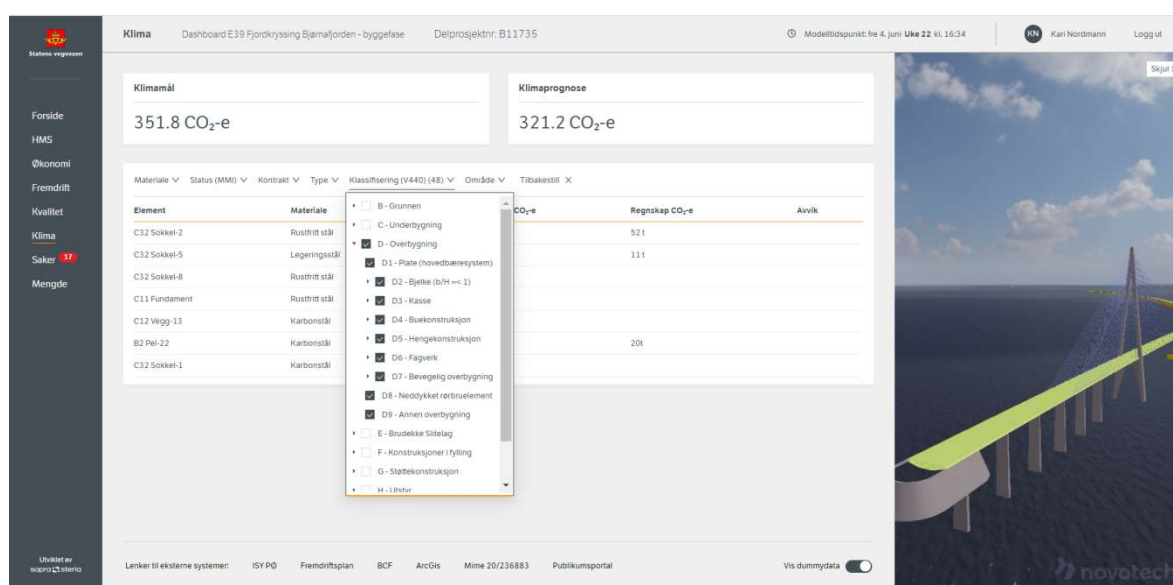 Statens vegvesen
Klima Dashboard E39 Fjordkryssing Bjørnafjorden - byggefase Delprosjektnr: B11735 Modelltidspunkt: fre 4. juni Uke 22 kl. 16:34 KN Kari Nordmann Logg ut
Skjul
Forside
HMS
Økonomi
Fremdrift
Kvalitet
Klima
Saker 17
Mengde
Klimamål
351.8 CO₂-e
Klimaprognose
321.2 CO₂-e
Materiale Status (MMI) Kontrakt Type Klassifisering (V440) (48) Område Tilbakestill X
Element Materiale CO₂-e Regnskap CO₂-e Avvik
C32 Sokkel-2 Rustfritt stål 52 t
C32 Sokkel-5 Legeringsstål 11 t
C32 Sokkel-8 Rustfritt stål
C11 Fundament Rustfritt stål
C12 Vegg-13 Karbonstål
B2 Pel-22 Karbonstål 20t
C32 Sokkel-1 Karbonstål
B - Grunnen
C - Underbygning
D - Overbygning
D1 - Plate (hovedbæresystem)
D2 - Bjelke (b/H =< 1)
D3 - Kasse
D4 - Buekonstruksjon
D5 - Hengekonstruksjon
D6 - Fagverk
D7 - Bevegelig overbygning
D8 - Neddykket rørbruelement
D9 - Annen overbygning
E - Brudekke Slitelag
F - Konstruksjoner i fylling
G - Støttekonstruksjon
H - Utstyr
Utviklet av
sopra steria
Lenker til eksterne systemer: ISY PØ Fremdriftsplan BCF ArcGis Mime 20/236883 Publikumsportal Vis dummydata
novotech